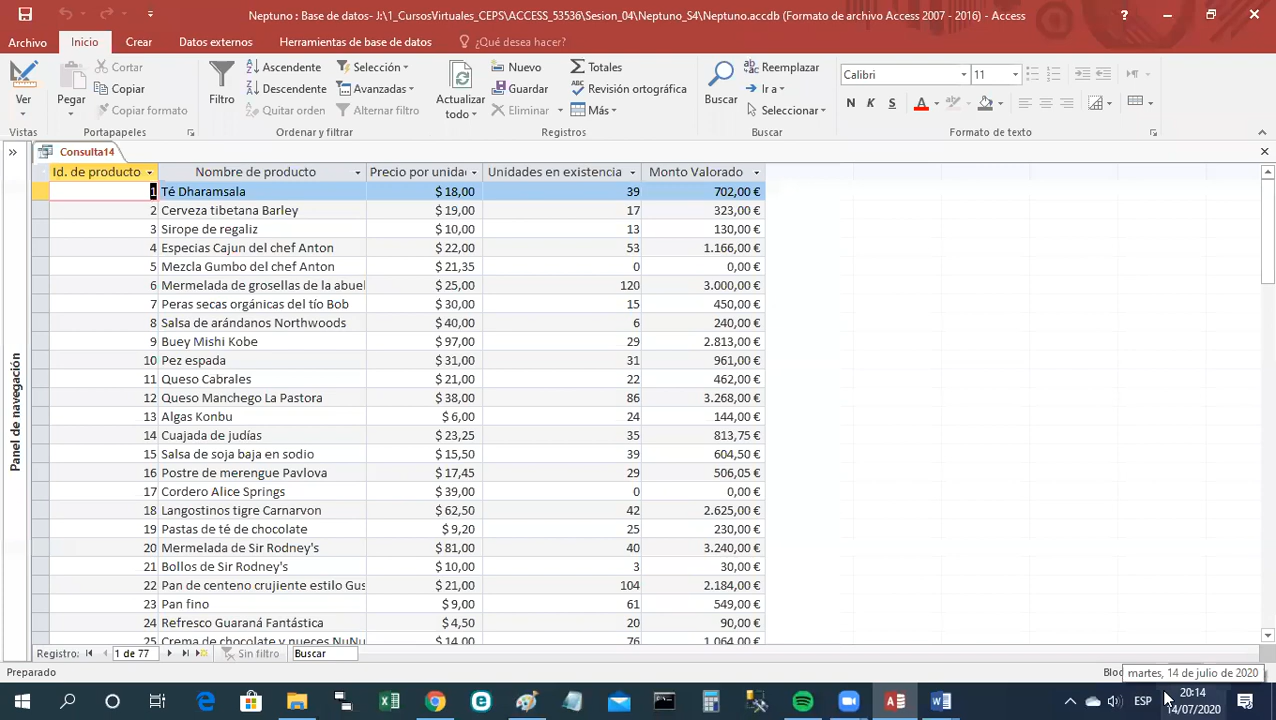 Neptuno : Base de datos- J:\1_CursosVirtuales_CEPS\ACCESS_53536\Sesion_04\Neptuno_S4\Neptuno.accdb (Formato de archivo Access 2007 - 2016) - Access
Archivo Inicio Crear Datos externos Herramientas de base de datos ¿Qué desea hacer?
Ver
Vistas
Pegar
Cortar
Copiar
Copiar formato
Portapapeles
Filtro
Ascendente
Descendente
Quitar orden
Selección
Avanzadas
Alternar filtro
Ordenar y filtrar
Actualizar
todo
Nuevo
Guardar
Eliminar
Totales
Revisión ortográfica
Más
Registros
Buscar
Reemplazar
Ir a
Seleccionar
Buscar
Calibri 11
N K S A
Formato de texto
Consulta14
Panel de navegación
Id. de producto Nombre de producto Precio por unida Unidades en existencia Monto Valorado
1 Té Dharamsala $ 18,00 39 702,00 €
2 Cerveza tibetana Barley $ 19,00 17 323,00 €
3 Sirope de regaliz $ 10,00 13 130,00 €
4 Especias Cajun del chef Anton $ 22,00 53 1.166,00 €
5 Mezcla Gumbo del chef Anton $ 21,35 0 0,00 €
6 Mermelada de grosellas de la abuel $ 25,00 120 3.000,00 €
7 Peras secas orgánicas del tío Bob $ 30,00 15 450,00 €
8 Salsa de arándanos Northwoods $ 40,00 6 240,00 €
9 Buey Mishi Kobe $ 97,00 29 2.813,00 €
10 Pez espada $ 31,00 31 961,00 €
11 Queso Cabrales $ 21,00 22 462,00 €
12 Queso Manchego La Pastora $ 38,00 86 3.268,00 €
13 Algas Konbu $ 6,00 24 144,00 €
14 Cuajada de judías $ 23,25 35 813,75 €
15 Salsa de soja baja en sodio $ 15,50 39 604,50 €
16 Postre de merengue Pavlova $ 17,45 29 506,05 €
17 Cordero Alice Springs $ 39,00 0 0,00 €
18 Langostinos tigre Carnarvon $ 62,50 42 2.625,00 €
19 Pastas de té de chocolate $ 9,20 25 230,00 €
20 Mermelada de Sir Rodney's $ 81,00 40 3.240,00 €
21 Bollos de Sir Rodney's $ 10,00 3 30,00 €
22 Pan de centeno crujiente estilo Gus $ 21,00 104 2.184,00 €
23 Pan fino $ 9,00 61 549,00 €
24 Refresco Guaraná Fantástica $ 4,50 20 90,00 €
25 Crema de chocolate y nueces NuNu $ 14,00 76 1.064,00 €
Registro: 1 de 77 Sin filtro Buscar
Preparado Bloq
martes, 14 de julio de 2020
ESP
20:14
14/07/2020